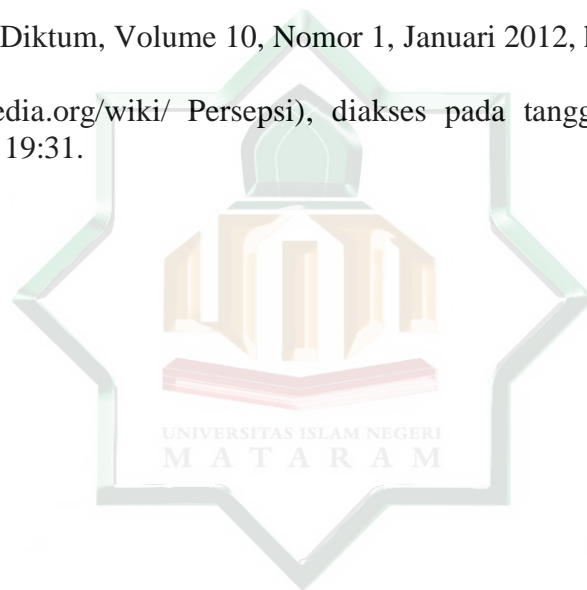 Diktum, Volume 10, Nomor 1, Januari 2012,
edia.org/wiki/ Persepsi), diakses pada tangg
19:31.
UNIVERSITAS ISLAM NEGERI
MATARAM